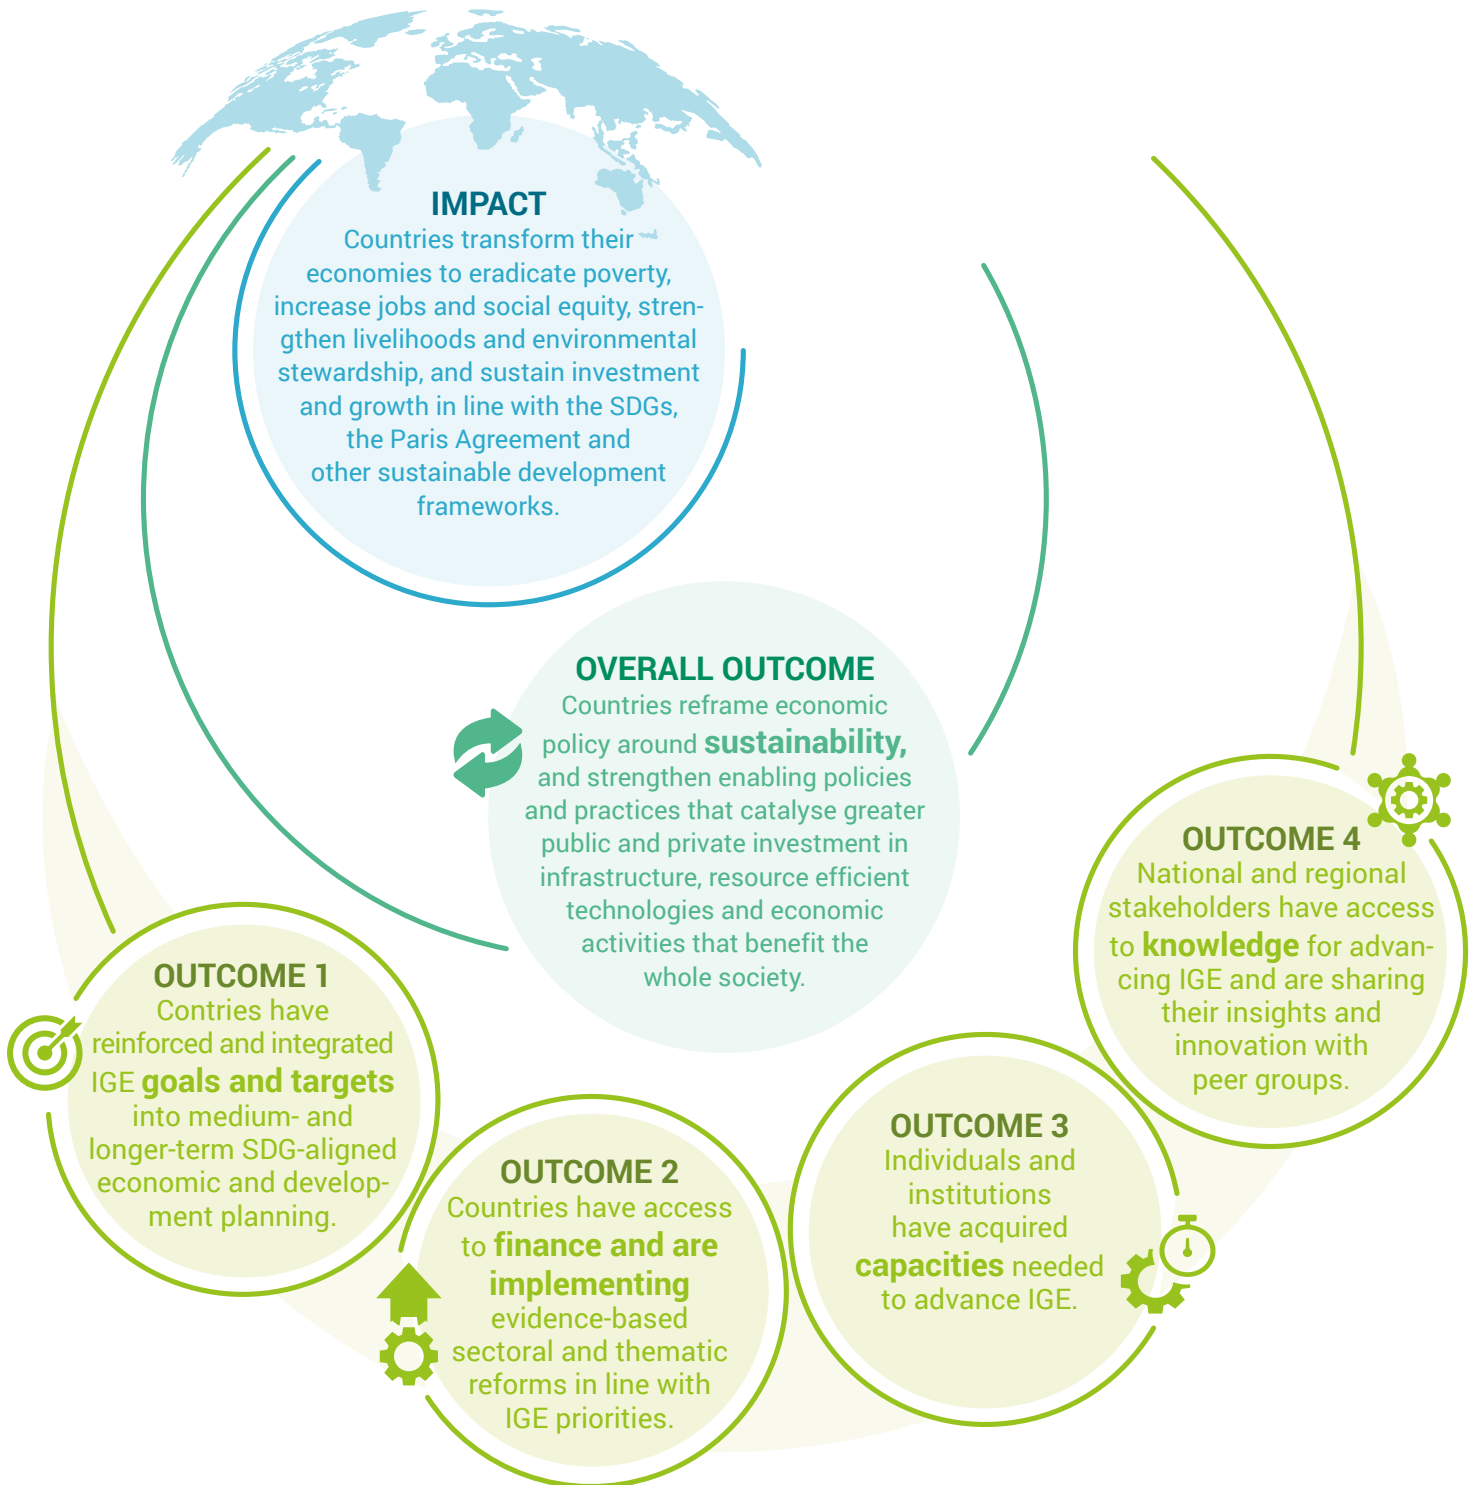 IMPACT
Countries transform their
economies to eradicate poverty,
increase jobs and social equity, stren-
gthen livelihoods and environmental
stewardship, and sustain investment
and growth in line with the SDGs,
the Paris Agreement and
other sustainable development
frameworks.
OVERALL OUTCOME
Countries reframe economic
policy around sustainability,
and strengthen enabling policies
and practices that catalyse greater
public and private investment in
infrastructure, resource efficient
technologies and economic
activities that benefit the
whole society.
OUTCOME 1
Contries have
reinforced and integrated
IGE goals and targets
into medium- and
longer-term SDG-aligned
economic and develop-
ment planning.
OUTCOME 2
Countries have access
to finance and are
implementing
evidence-based
sectoral and thematic
reforms in line with
IGE priorities.
OUTCOME 3
Individuals and
institutions
have acquired
capacities needed
to advance IGE.
OUTCOME 4
National and regional
stakeholders have access
to knowledge for advan-
cing IGE and are sharing
their insights and
innovation with
peer groups.